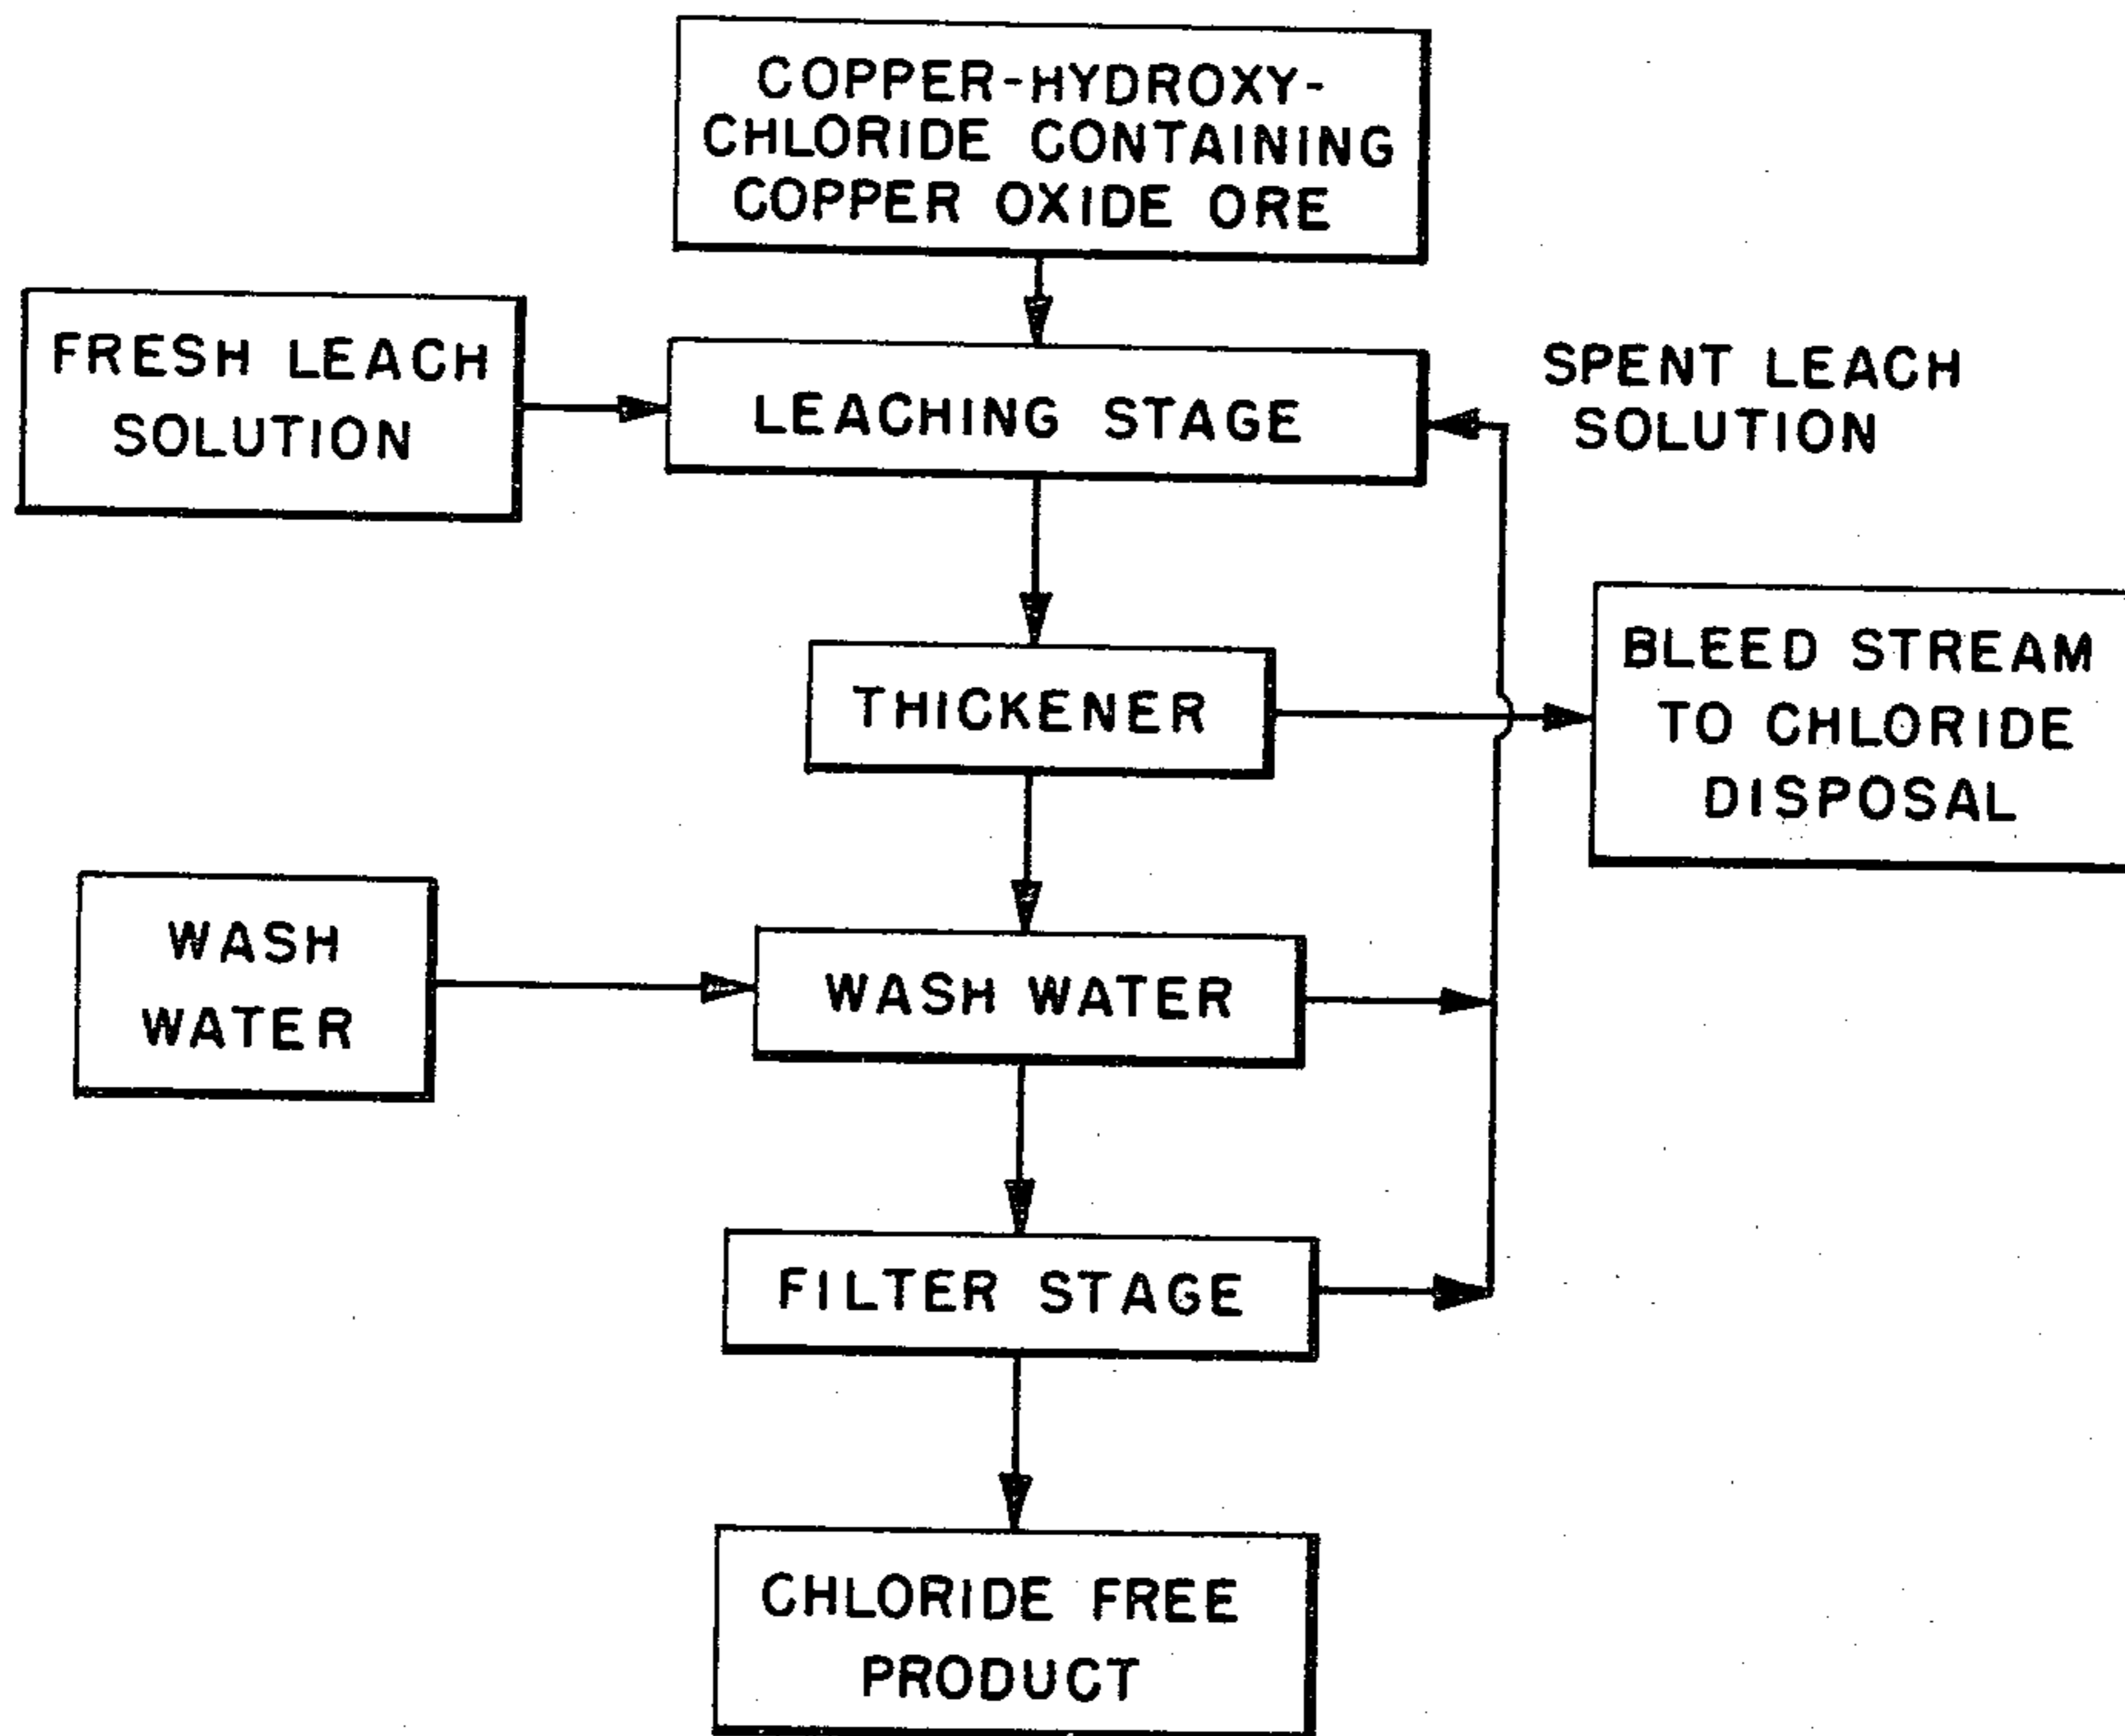 COPPER-HYDROXY-
CHLORIDE CONTAINING
COPPER OXIDE ORE
FRESH LEACH
SOLUTION
LEACHING STAGE
SPENT LEACH
SOLUTION
THICKENER
BLEED STREAM
TO CHLORIDE
DISPOSAL
WASH
WATER
WASH WATER
FILTER STAGE
CHLORIDE FREE
PRODUCT